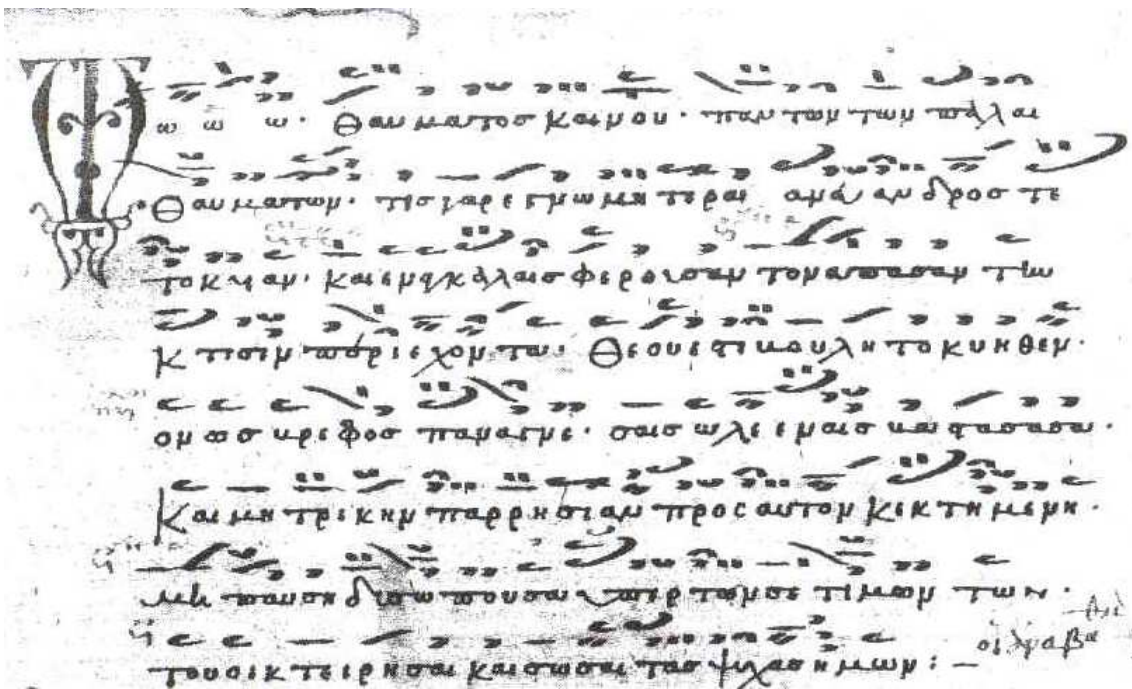 ω ω ω · Θαυματος καινου · παντων των παλαι
Θαυματων · τις γαρ εγνω μητερα ανδρος τε
τοκυιαν · και εν αγκαλαις φερουσαν τον απασαν την
κτισιν περιεχοντα · Θεου εστι βουλη το κυηθεν ·
ον ως βρεφος παναγνε · σαις ωλεναις βαστασασα ·
Και μητρικην παρρησιαν προς αυτον κεκτημενη ·
μη παυση δυσωπουσα υπερ των σε τιμωντων ·
του οικτειρησαι και σωσαι τας ψυχας ημων : –